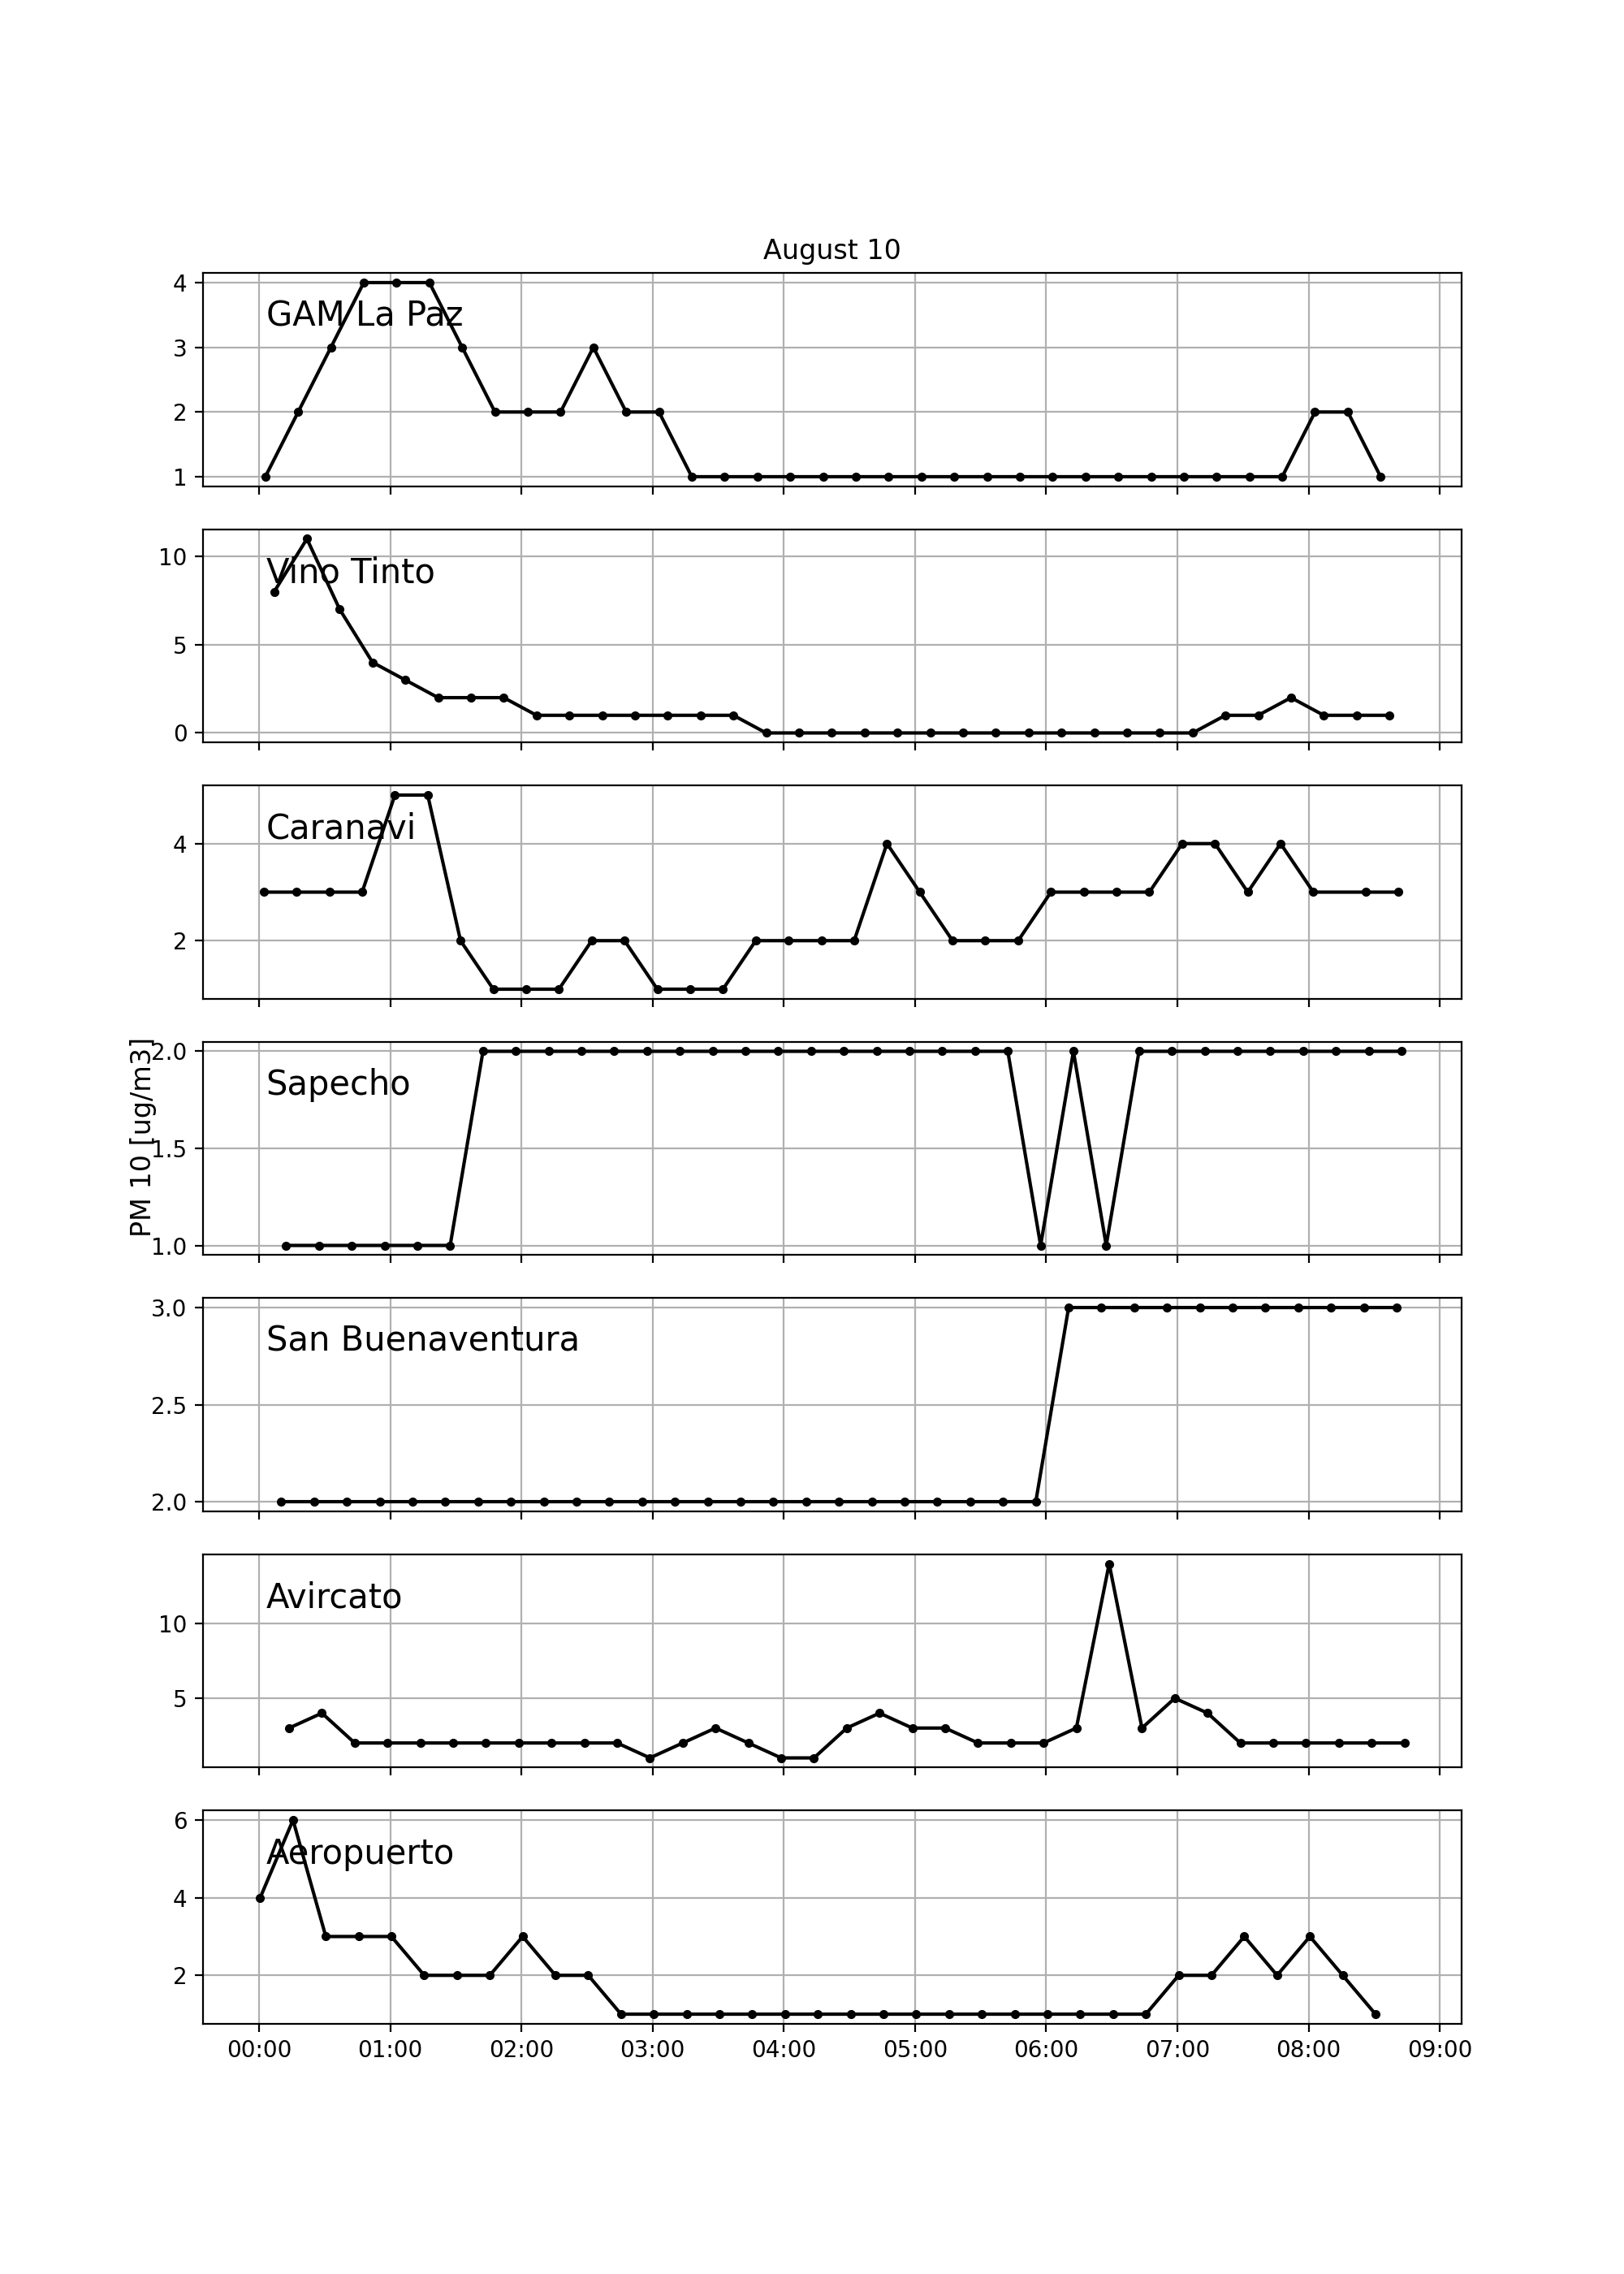 August 10
4
GAM La Paz
3
2
1
10
Vino Tinto
5
0
Caranavi
4
2
PM 10 [ug/m3]
2.0
Sapecho
1.5
1.0
3.0
San Buenaventura
2.5
2.0
Avircato
10
5
6
Aeropuerto
4
2
00:00 01:00 02:00 03:00 04:00 05:00 06:00 07:00 08:00 09:00